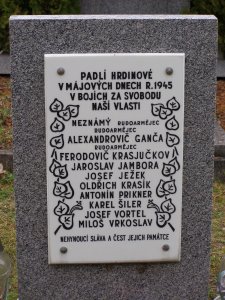 PADLÍ HRDINOVÉ
V MÁJOVÝCH DNECH R.1945
V BOJÍCH ZA SVOBODU
NAŠÍ VLASTI
NEZNÁMÝ RUDOARMĚJEC
RUDOARMĚJEC
ALEXANDROVIČ GANČA
RUDOARMĚJEC
FERODOVIČ KRASJUČKOV
JAROSLAV JAMBORA
JOSEF JEŽEK
OLDRICH KRASÍK
ANTONÍN PRIKNER
KAREL ŠILER
JOSEF VORTEL
MILOŠ VRKOSLAV
NEHYNOUCÍ SLÁVA A ČEST JEJICH PAMÁTCE